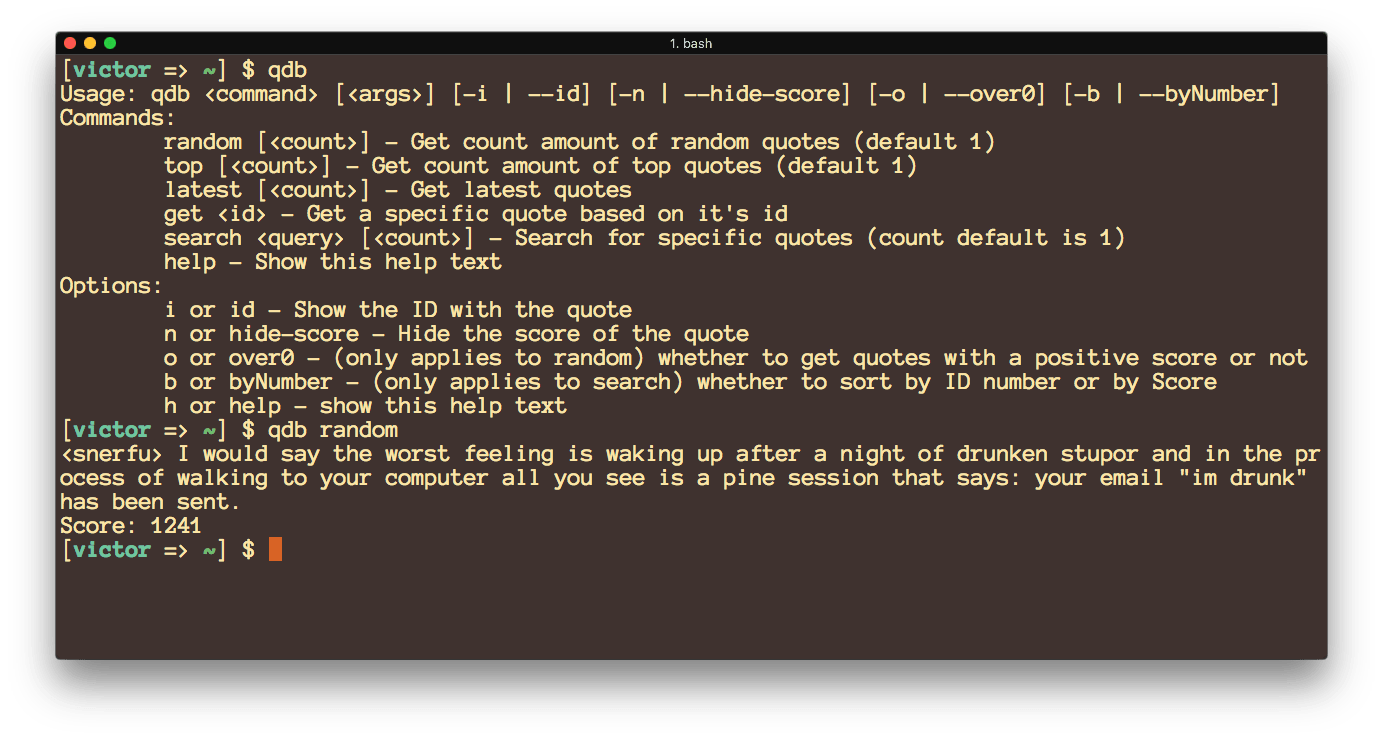 1. bash
[victor => ~] $ qdb
Usage: qdb <command> [<args>] [-i | --id] [-n | --hide-score] [-o | --over0] [-b | --byNumber]
Commands:
random [<count>] - Get count amount of random quotes (default 1)
top [<count>] - Get count amount of top quotes (default 1)
latest [<count>] - Get latest quotes
get <id> - Get a specific quote based on it's id
search <query> [<count>] - Search for specific quotes (count default is 1)
help - Show this help text
Options:
i or id - Show the ID with the quote
n or hide-score - Hide the score of the quote
o or over0 - (only applies to random) whether to get quotes with a positive score or not
b or byNumber - (only applies to search) whether to sort by ID number or by Score
h or help - show this help text
[victor => ~] $ qdb random
<snerfu> I would say the worst feeling is waking up after a night of drunken stupor and in the pr
ocess of walking to your computer all you see is a pine session that says: your email "im drunk"
has been sent.
Score: 1241
[victor => ~] $